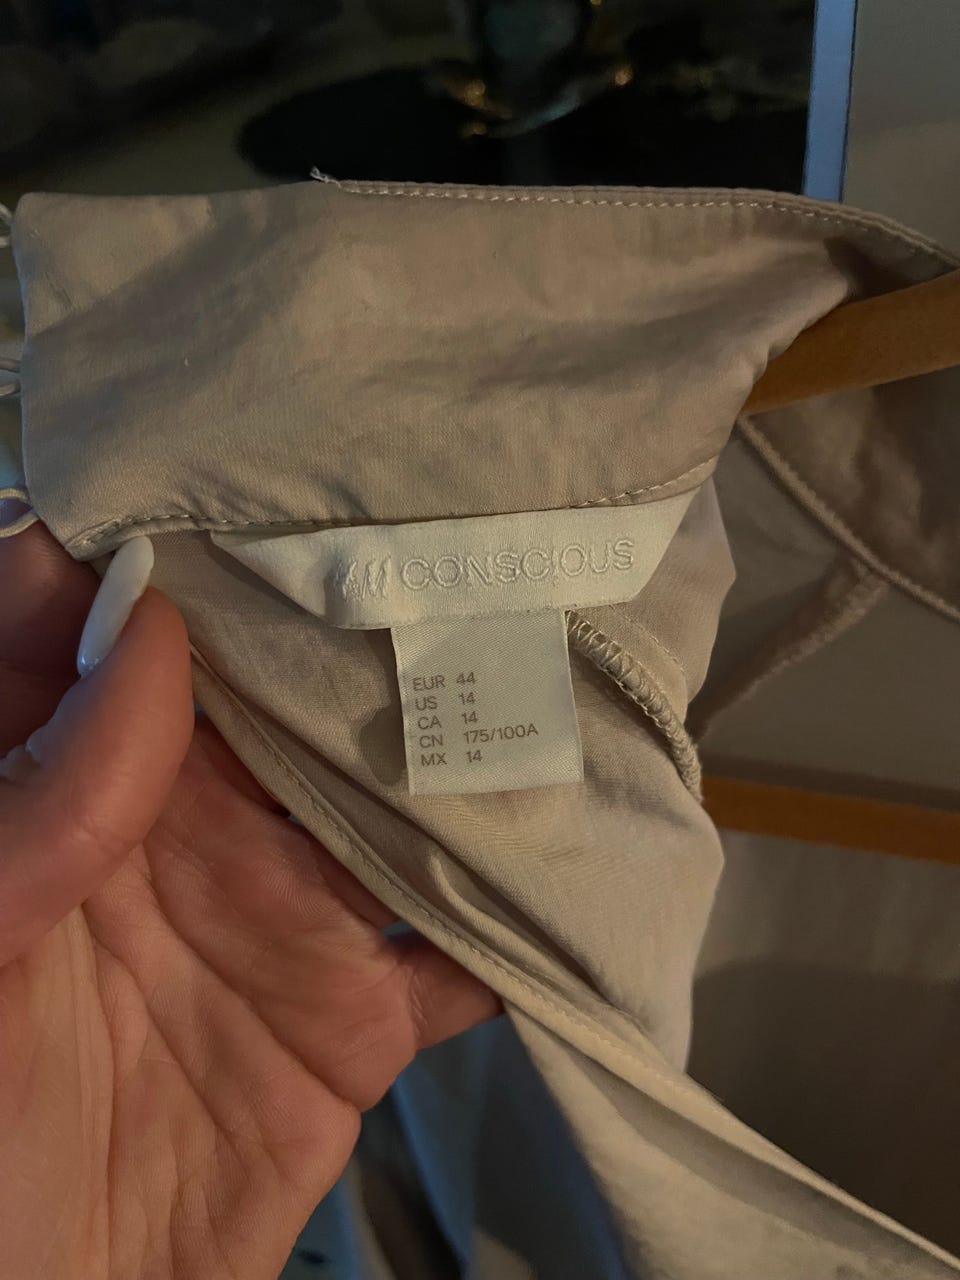 H&M CONSCIOUS
EUR 44
US 14
CA 14
CN 175/100A
MX 14